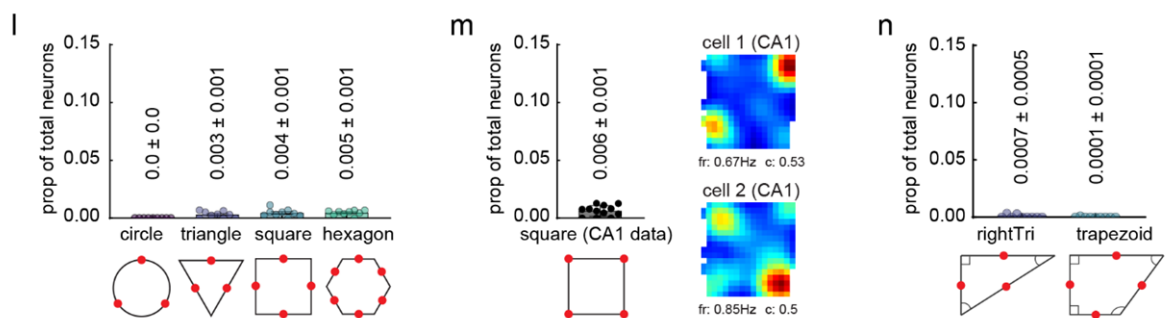 l
prop of total neurons
0.15
0.10
0.05
0.00
0.0 ± 0.0
0.003 ± 0.001
0.004 ± 0.001
0.005 ± 0.001
circle
triangle
square
hexagon
m
prop of total neurons
0.15
0.10
0.05
0.00
0.006 ± 0.001
square (CA1 data)
cell 1 (CA1)
fr: 0.67Hz c: 0.53
cell 2 (CA1)
fr: 0.85Hz c: 0.5
n
prop of total neurons
0.15
0.10
0.05
0.00
0.0007 ± 0.0005
0.0001 ± 0.0001
rightTri
trapezoid